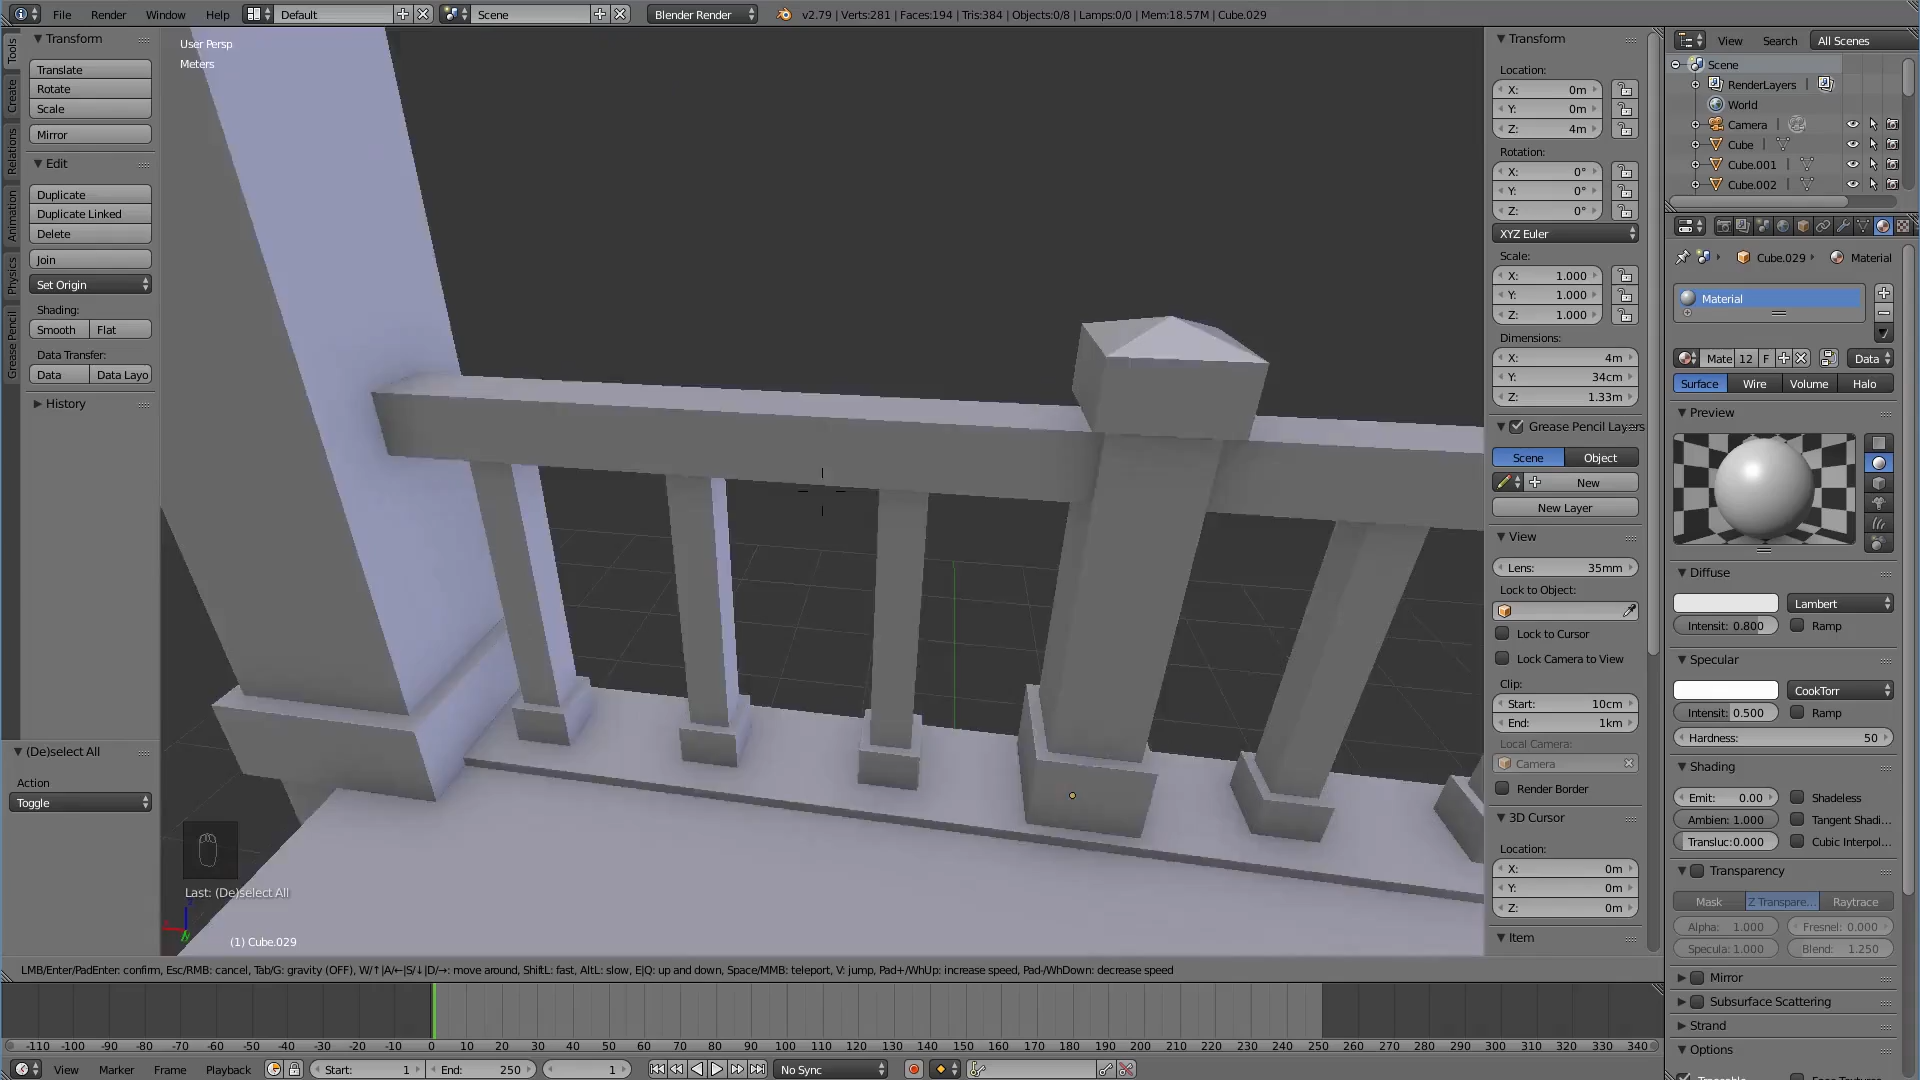 File Render Window Help Default Scene Blender Render v2.79 | Verts:281 | Faces:194 | Tris:384 | Objects:0/8 | Lamps:0/0 | Mem:18.57M | Cube.029
Tools
Create
Relations
Animation
Physics
Grease Pencil
Transform
Translate
Rotate
Scale
Mirror
Edit
Duplicate
Duplicate Linked
Delete
Join
Set Origin
Shading:
Smooth Flat
Data Transfer:
Data Data Layo
History
(De)select All
Action
Toggle
User Persp
Meters
Last: (De)select All
(1) Cube.029
Transform
Location:
X: 0m
Y: 0m
Z: 4m
Rotation:
X: 0°
Y: 0°
Z: 0°
XYZ Euler
Scale:
X: 1.000
Y: 1.000
Z: 1.000
Dimensions:
X: 4m
Y: 34cm
Z: 1.33m
Grease Pencil Layers
Scene Object
New
New Layer
View
Lens: 35mm
Lock to Object:
Lock to Cursor
Lock Camera to View
Clip:
Start: 10cm
End: 1km
Local Camera:
Camera
Render Border
3D Cursor
Location:
X: 0m
Y: 0m
Z: 0m
Item
View Search All Scenes
Scene
RenderLayers
World
Camera
Cube
Cube.001
Cube.002
Cube.029 Material
Material
Mate 12 F Data
Surface Wire Volume Halo
Preview
Diffuse
Lambert
Intensit: 0.800 Ramp
Specular
CookTorr
Intensit: 0.500 Ramp
Hardness: 50
Shading
Emit: 0.00 Shadeless
Ambien: 1.000 Tangent Shadi...
Transluc:0.000 Cubic Interpol...
Transparency
Mask Z Transpare... Raytrace
Alpha: 1.000 Fresnel: 0.000
Specula: 1.000 Blend: 1.250
Mirror
Subsurface Scattering
Strand
Options
LMB/Enter/PadEnter: confirm, Esc/RMB: cancel, Tab/G: gravity (OFF), W/↑|A/←|S/↓|D/→: move around, ShiftL: fast, AltL: slow, E|Q: up and down, Space/MMB: teleport, V: jump, Pad+/WhUp: increase speed, Pad-/WhDown: decrease speed
-110 -100 -90 -80 -70 -60 -50 -40 -30 -20 -10 0 10 20 30 40 50 60 70 80 90 100 110 120 130 140 150 160 170 180 190 200 210 220 230 240 250 260 270 280 290 300 310 320 330 340
View Marker Frame Playback Start: 1 End: 250 1 No Sync